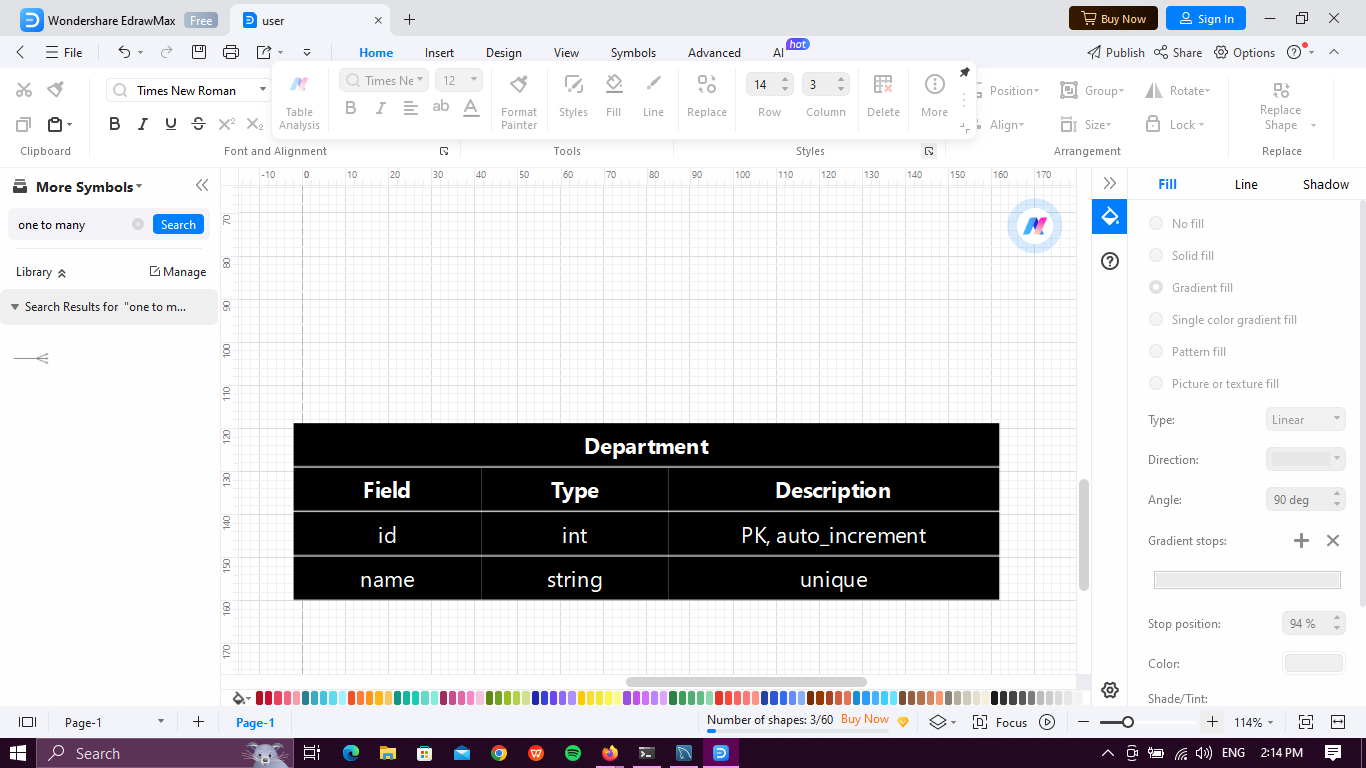 Wondershare EdrawMax Free
user
Buy Now
Sign In
File
Home
Insert
Design
View
Symbols
Advanced
AI
hot
Publish
Share
Options
Times New Roman
Clipboard
Font and Alignment
Table
Analysis
Times Ne
12
Format
Painter
Styles
Fill
Line
Replace
14
Row
3
Column
Delete
More
Tools
Styles
Position
Group
Rotate
Align
Size
Lock
Arrangement
Replace
Shape
Replace
More Symbols
one to many
Search
Library
Manage
Search Results for "one to m...
-10 0 10 20 30 40 50 60 70 80 90 100 110 120 130 140 150 160 170
70
80
90
100
110
120
130
140
150
160
170
Department
Field Type Description
id int PK, auto_increment
name string unique
Fill Line Shadow
No fill
Solid fill
Gradient fill
Single color gradient fill
Pattern fill
Picture or texture fill
Type: Linear
Direction:
Angle: 90 deg
Gradient stops:
Stop position: 94 %
Color:
Shade/Tint:
Page-1
Page-1
Number of shapes: 3/60 Buy Now
Focus
114%
Search
ENG 2:14 PM